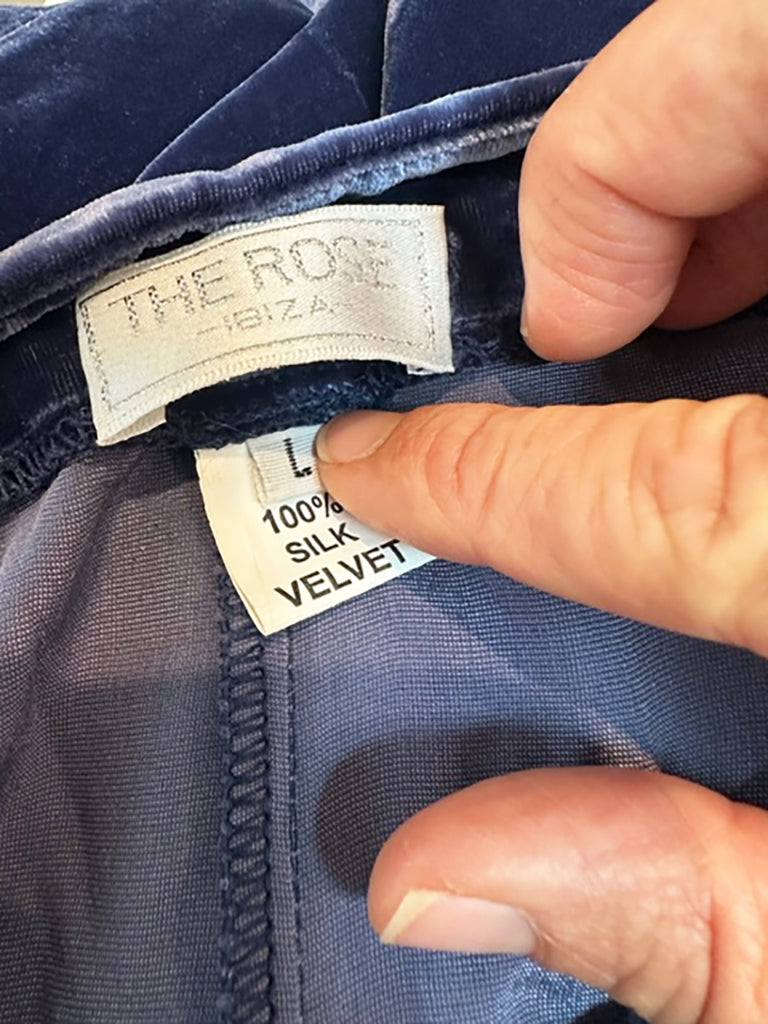 THE ROSE
-IBIZA-
L
100%
SILK
VELVET